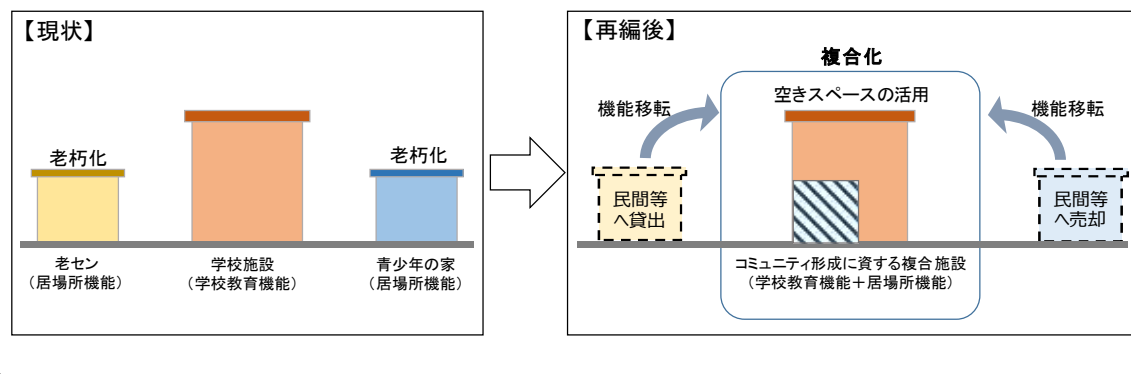 【現状】
老朽化
老朽化
老セン
（居場所機能）
学校施設
（学校教育機能）
青少年の家
（居場所機能）
【再編後】
複合化
空きスペースの活用
機能移転
機能移転
民間等
へ貸出
民間等
へ売却
コミュニティ形成に資する複合施設
（学校教育機能＋居場所機能）